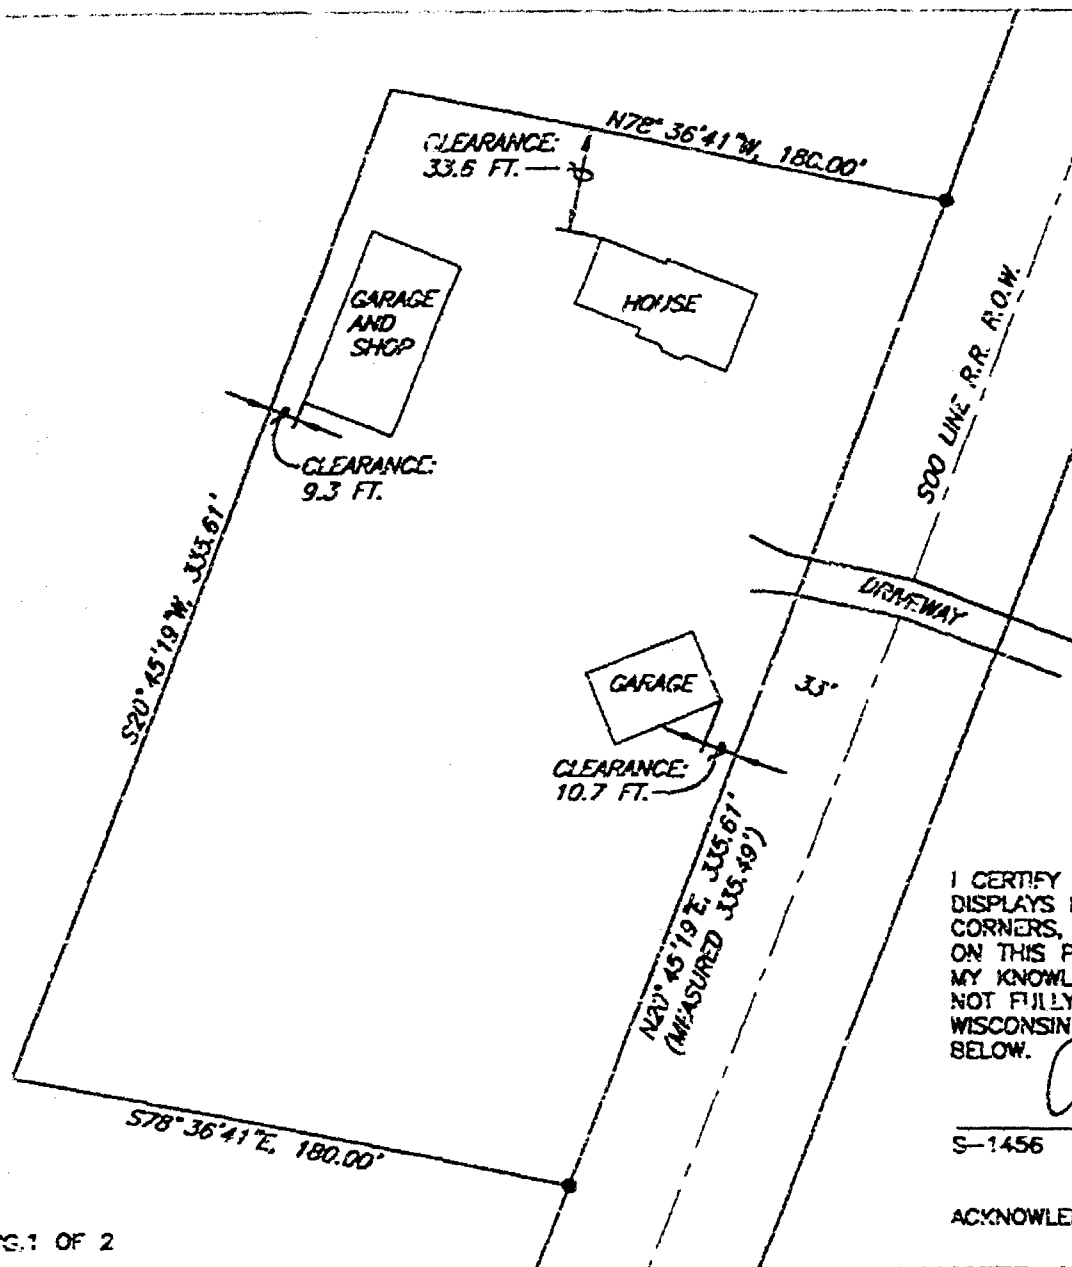 N78° 36'41"W, 180.00'
CLEARANCE:
33.6 FT.
GARAGE
AND
SHOP
HOUSE
SOO LINE R.R. R.O.W.
CLEARANCE:
9.3 FT.
S20° 45'19"W, 335.61'
DRIVEWAY
GARAGE
33'
CLEARANCE:
10.7 FT.
N20° 45'19"E, 335.61'
(MEASURED 335.49')
I CERTIFY
DISPLAYS
CORNERS,
ON THIS
MY KNOWL
NOT FULLY
WISCONSIN
BELOW.
S78° 36'41"E, 180.00'
S-1456
ACKNOWLE
PG.1 OF 2